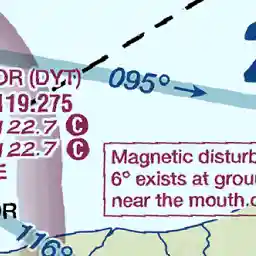 OR (DYT)
119.275
122.7 C
122.7 C
E
OR
095°
2
Magnetic disturb
6° exists at grou
near the mouth.o
116°